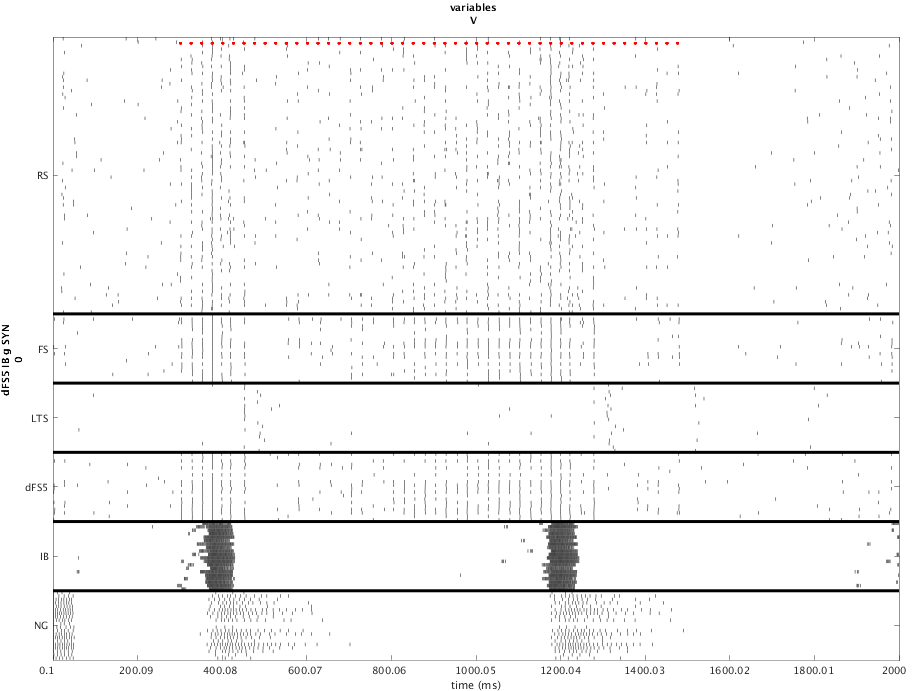 variables
V
RS
FS
LTS
dFS5
IB
NG
dFS5 IB g SYN
0
0.1 200.09 400.08 600.07 800.06 1000.05 1200.04 1400.03 1600.02 1800.01 2000
time (ms)